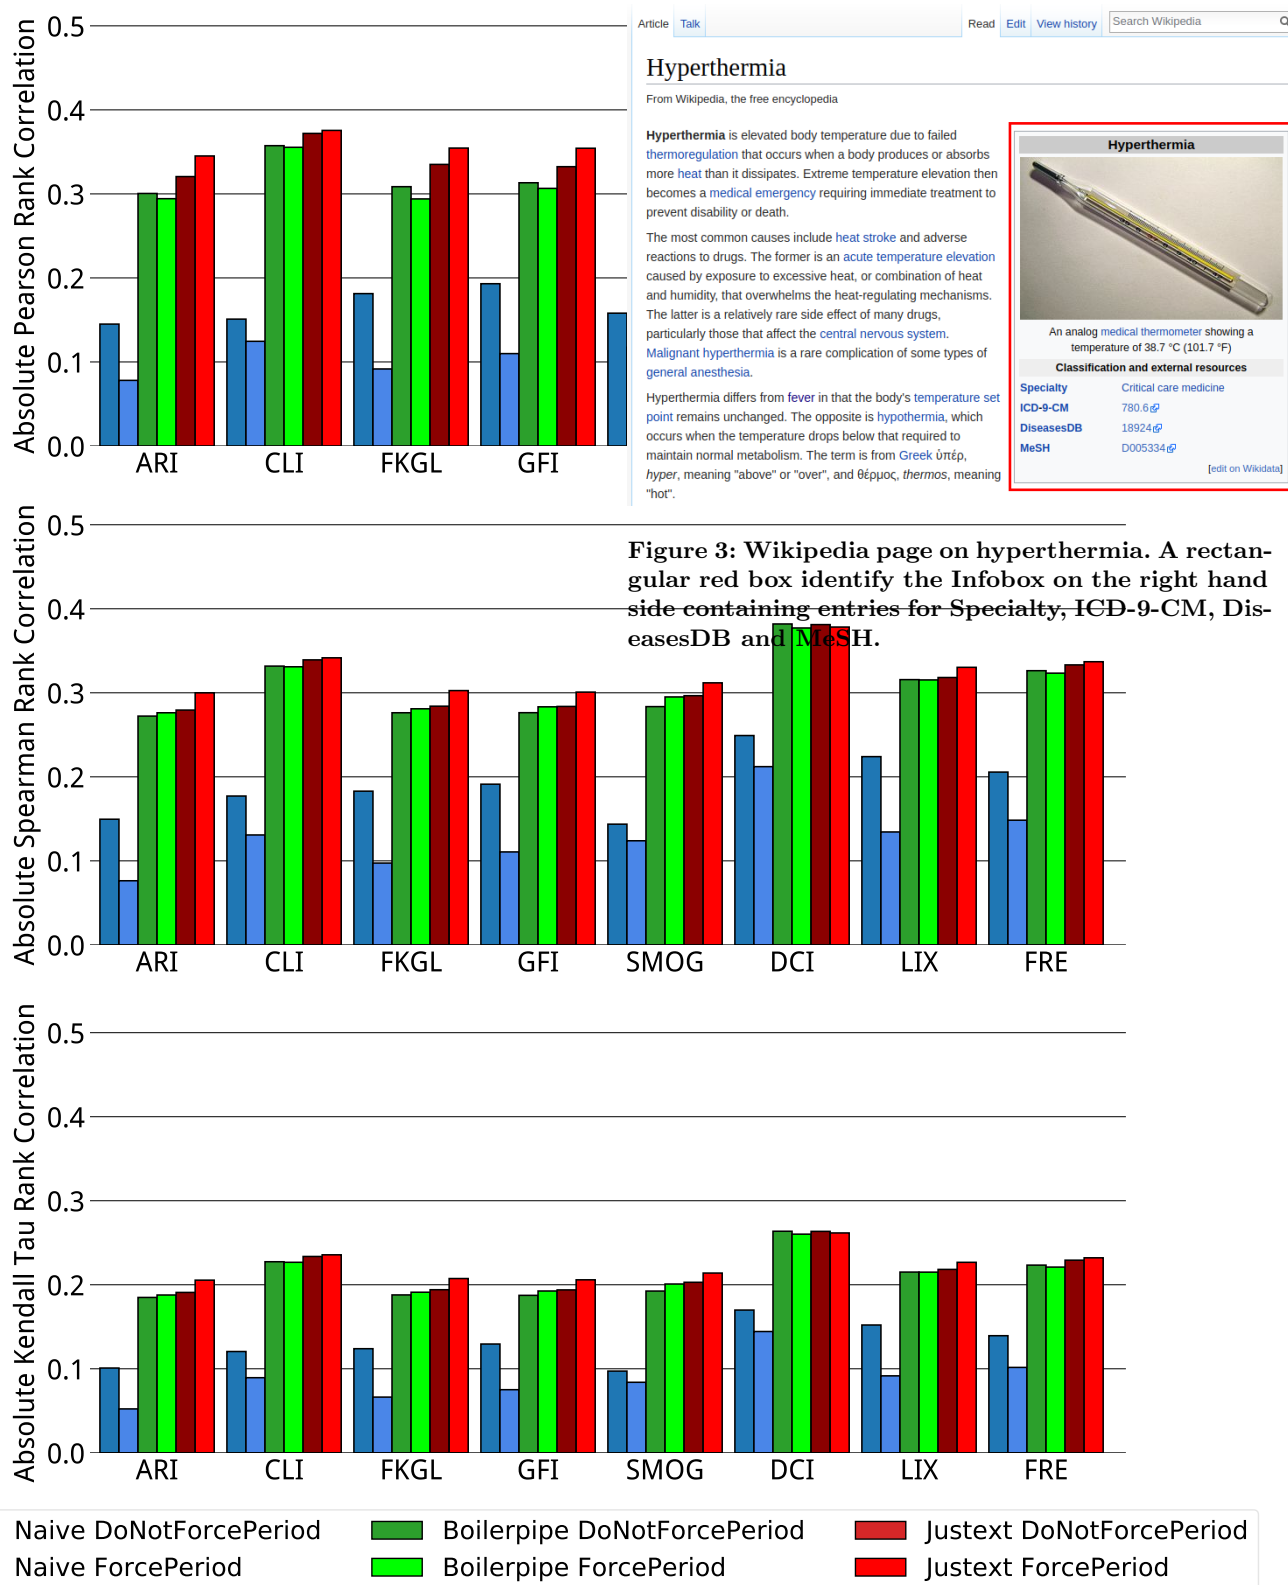 Absolute Pearson Rank Correlation
0.5
0.4
0.3
0.2
0.1
0.0
ARI CLI FKGL GFI
Article Talk Read Edit View history Search Wikipedia
Hyperthermia
From Wikipedia, the free encyclopedia
Hyperthermia is elevated body temperature due to failed
thermoregulation that occurs when a body produces or absorbs
more heat than it dissipates. Extreme temperature elevation then
becomes a medical emergency requiring immediate treatment to
prevent disability or death.
The most common causes include heat stroke and adverse
reactions to drugs. The former is an acute temperature elevation
caused by exposure to excessive heat, or combination of heat
and humidity, that overwhelms the heat-regulating mechanisms.
The latter is a relatively rare side effect of many drugs,
particularly those that affect the central nervous system.
Malignant hyperthermia is a rare complication of some types of
general anesthesia.
Hyperthermia differs from fever in that the body's temperature set
point remains unchanged. The opposite is hypothermia, which
occurs when the temperature drops below that required to
maintain normal metabolism. The term is from Greek ὑπέρ,
hyper, meaning "above" or "over", and θέρμος, thermos, meaning
"hot".
Hyperthermia
An analog medical thermometer showing a
temperature of 38.7 °C (101.7 °F)
Classification and external resources
Specialty Critical care medicine
ICD-9-CM 780.6
DiseasesDB 18924
MeSH D005334
[edit on Wikidata]
Figure 3: Wikipedia page on hyperthermia. A rectan-
gular red box identify the Infobox on the right hand
side containing entries for Specialty, ICD-9-CM, Dis-
easesDB and MeSH.
Absolute Spearman Rank Correlation
0.5
0.4
0.3
0.2
0.1
0.0
ARI CLI FKGL GFI SMOG DCI LIX FRE
Absolute Kendall Tau Rank Correlation
0.5
0.4
0.3
0.2
0.1
0.0
ARI CLI FKGL GFI SMOG DCI LIX FRE
Naive DoNotForcePeriod Boilerpipe DoNotForcePeriod Justext DoNotForcePeriod
Naive ForcePeriod Boilerpipe ForcePeriod Justext ForcePeriod